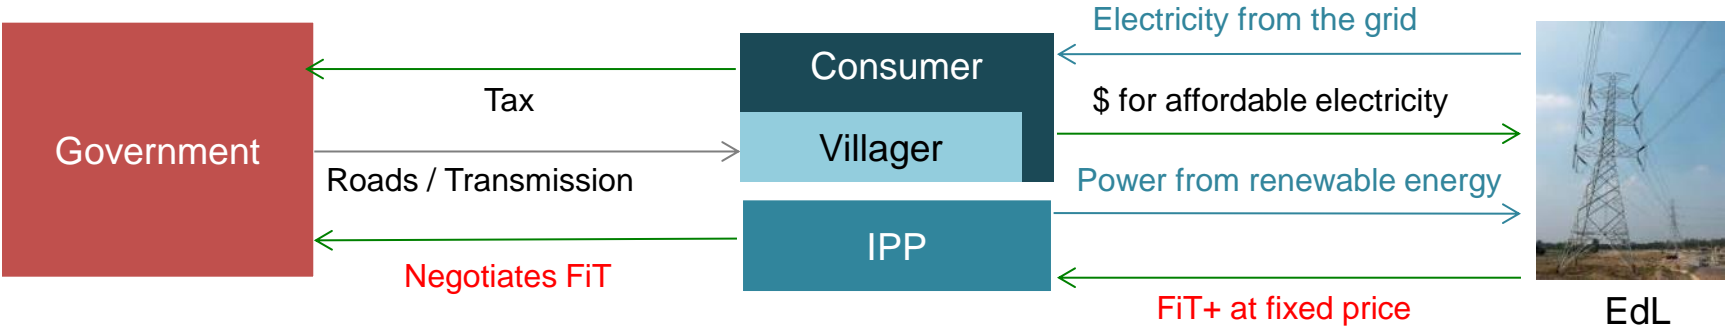 Electricity from the grid
Consumer
Tax
$ for affordable electricity
Government
Villager
Roads / Transmission
Power from renewable energy
IPP
Negotiates FiT
FiT+ at fixed price
EdL